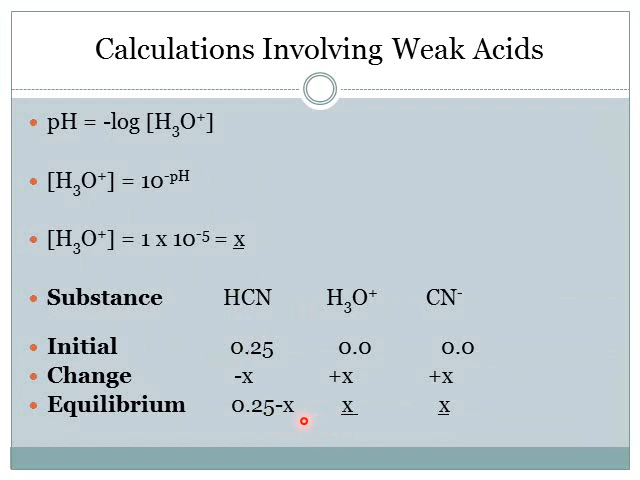 Calculations Involving Weak Acids
• pH = -log [H₃O⁺]
• [H₃O⁺] = 10⁻ᵖᴴ
• [H₃O⁺] = 1 x 10⁻⁵ = x
• Substance HCN H₃O⁺ CN⁻
• Initial 0.25 0.0 0.0
• Change -x +x +x
• Equilibrium 0.25-x x x